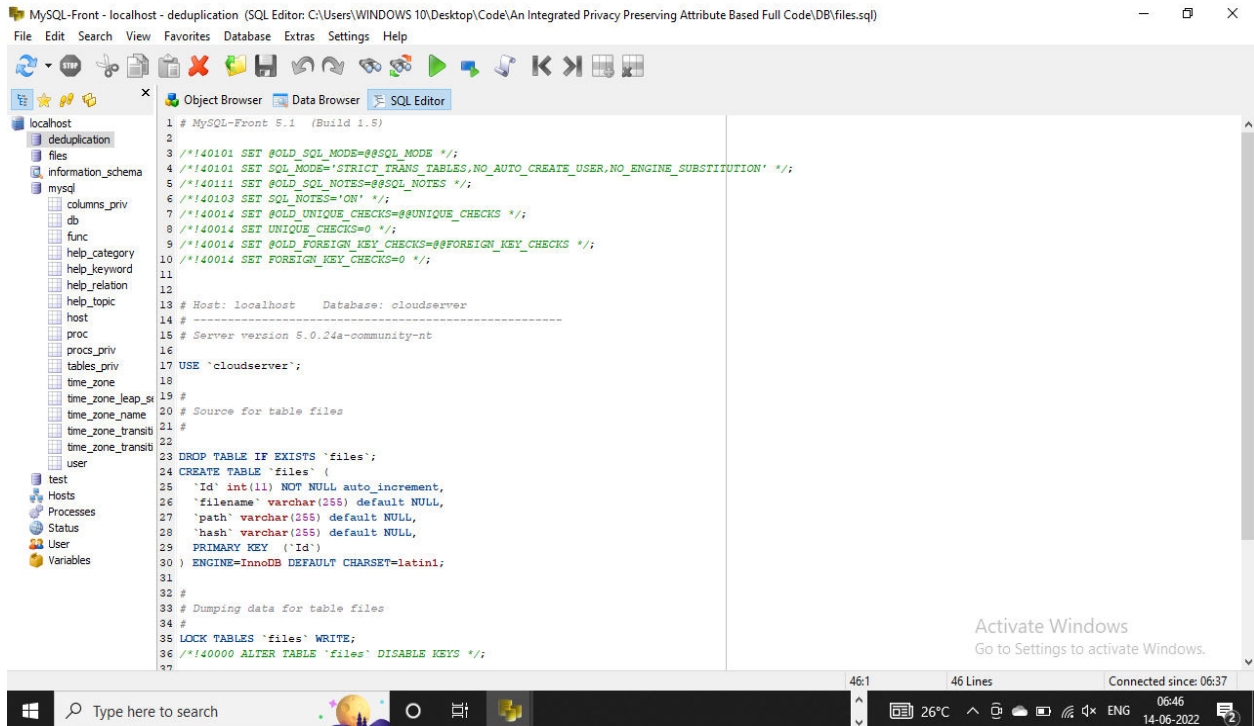 MySQL-Front - localhost - deduplication (SQL Editor: C:\Users\WINDOWS 10\Desktop\Code\An Integrated Privacy Preserving Attribute Based Full Code\DB\files.sql)
File Edit Search View Favorites Database Extras Settings Help
STOP
Object Browser Data Browser SQL Editor
localhost
deduplication
files
information_schema
mysql
columns_priv
db
func
help_category
help_keyword
help_relation
help_topic
host
proc
procs_priv
tables_priv
time_zone
time_zone_leap_se
time_zone_name
time_zone_transiti
time_zone_transiti
user
test
Hosts
Processes
Status
User
Variables
1 # MySQL-Front 5.1 (Build 1.5)
2
3 /*!40101 SET @OLD_SQL_MODE=@@SQL_MODE */;
4 /*!40101 SET SQL_MODE='STRICT_TRANS_TABLES,NO_AUTO_CREATE_USER,NO_ENGINE_SUBSTITUTION' */;
5 /*!40111 SET @OLD_SQL_NOTES=@@SQL_NOTES */;
6 /*!40103 SET SQL_NOTES='ON' */;
7 /*!40014 SET @OLD_UNIQUE_CHECKS=@@UNIQUE_CHECKS */;
8 /*!40014 SET UNIQUE_CHECKS=0 */;
9 /*!40014 SET @OLD_FOREIGN_KEY_CHECKS=@@FOREIGN_KEY_CHECKS */;
10 /*!40014 SET FOREIGN_KEY_CHECKS=0 */;
11
12
13 # Host: localhost Database: cloudserver
14 # ------------------------------------------------------
15 # Server version 5.0.24a-community-nt
16
17 USE `cloudserver`;
18
19 #
20 # Source for table files
21 #
22
23 DROP TABLE IF EXISTS `files`;
24 CREATE TABLE `files` (
25 `Id` int(11) NOT NULL auto_increment,
26 `filename` varchar(255) default NULL,
27 `path` varchar(255) default NULL,
28 `hash` varchar(255) default NULL,
29 PRIMARY KEY (`Id`)
30 ) ENGINE=InnoDB DEFAULT CHARSET=latin1;
31
32 #
33 # Dumping data for table files
34 #
35 LOCK TABLES `files` WRITE;
36 /*!40000 ALTER TABLE `files` DISABLE KEYS */;
37
Activate Windows
Go to Settings to activate Windows.
46:1 46 Lines Connected since: 06:37
Type here to search
26°C ENG
06:46
14-06-2022
2